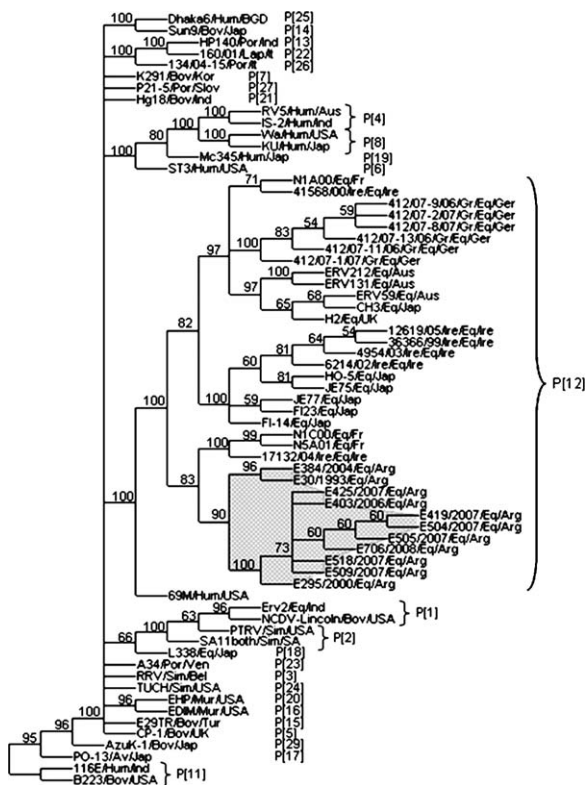 100 Dhaka6/Hum/BGD P[25]
Sun9/Bov/Jap P[14]
100 HP140/Por/Ind P[13]
100 160/01/Lap/It P[22]
134/04-15/Por/It P[26]
K291/Bov/Kor P[7]
P21-5/Por/Slov P[27]
Hg18/Bov/Ind P[21]
100 RV5/Hum/Aus
IS-2/Hum/Ind P[4]
100
100 Wa/Hum/USA
KU/Hum/Jap P[8]
80
Mc345/Hum/Jap P[19]
100
ST3/Hum/USA P[6]
71 N1A00/Eq/Fr
41568/00/Ire/Eq/Ire
59 412/07-9/06/Gr/Eq/Ger
412/07-2/07/Gr/Eq/Ger
54
412/07-8/07/Gr/Eq/Ger
83
412/07-13/06/Gr/Eq/Ger
100
412/07-11/06/Gr/Eq/Ger
97
412/07-1/07/Gr/Eq/Ger
100 ERV212/Eq/Aus
ERV131/Eq/Aus
97
68 ERV59/Eq/Aus
65 CH3/Eq/Jap
H2/Eq/UK
82
54 12619/05/Ire/Eq/Ire
64 36366/99/Ire/Eq/Ire
81 4954/03/Ire/Eq/Ire
6214/02/Ire/Eq/Ire
60
81 HO-5/Eq/Jap
JE75/Eq/Jap
P[12]
100 59 JE77/Eq/Jap
FI23/Eq/Jap
FI-14/Eq/Jap
100
99 N1C00/Eq/Fr
100 N5A01/Eq/Fr
17132/04/Ire/Eq/Ire
83
96 E384/2004/Eq/Arg
E30/1993/Eq/Arg
100
E425/2007/Eq/Arg
E403/2006/Eq/Arg
90
60 E419/2007/Eq/Arg
60 E504/2007/Eq/Arg
60 E505/2007/Eq/Arg
73 E706/2008/Eq/Arg
E518/2007/Eq/Arg
100 E509/2007/Eq/Arg
E295/2000/Eq/Arg
69M/Hum/USA
96 Erv2/Eq/Ind
NCDV-Lincoln/Bov/USA P[1]
63
PTRV/Sim/USA
100 SA11both/Sim/SA P[2]
66
L338/Eq/Jap P[18]
A34/Por/Ven P[23]
RRV/Sim/Bel P[3]
TUCH/Sim/USA P[24]
96 EHP/Mur/USA P[20]
EDIM/Mur/USA P[16]
100
E29TR/Bov/Tur P[15]
96 CP-1/Bov/UK P[5]
AzuK-1/Bov/Jap P[29]
95
PO-13/Av/Jap P[17]
100 116E/Hum/Ind
B223/Bov/USA P[11]